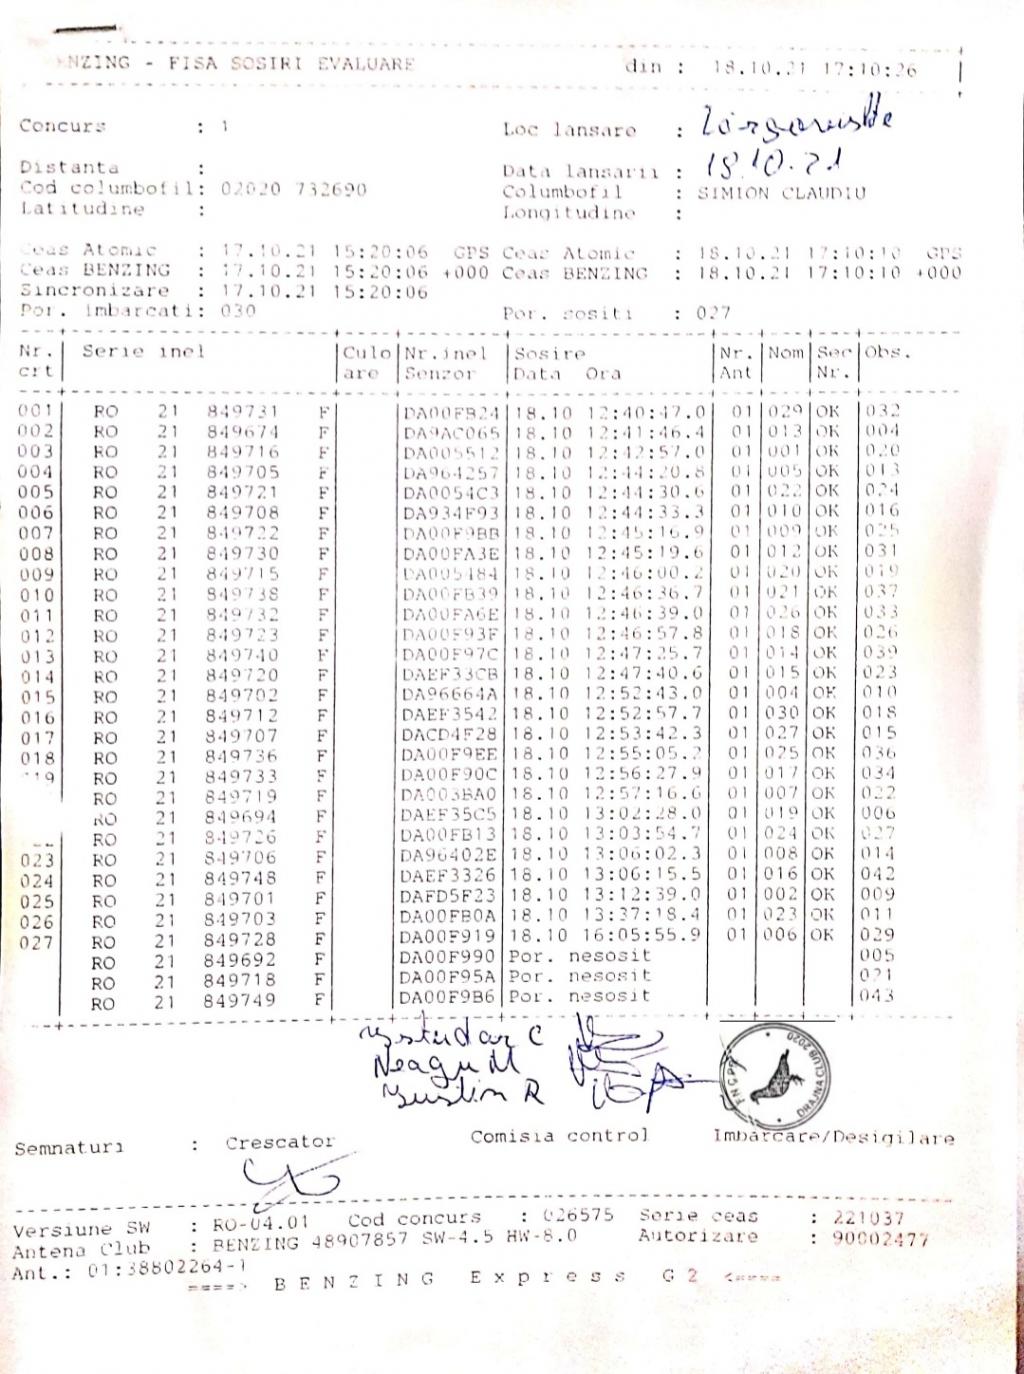 NZING - FISA SOSIRI EVALUARE din : 18.10.21 17:10:26
Concurs : 1 Loc lansare :
Distanta : Data lansarii : 18.10.21
Cod columbofil: 02020 732690 Columbofil : SIMION CLAUDIU
Latitudine : Longitudine :
Ceas Atomic : 17.10.21 15:20:06 GPS Ceas Atomic : 18.10.21 17:10:10 GPS
Ceas BENZING : 17.10.21 15:20:06 +000 Ceas BENZING : 18.10.21 17:10:10 +000
Sincronizare : 17.10.21 15:20:06
Por. imbarcati: 030 Por. sositi : 027
Nr. Serie inel Culo Nr.inel Sosire Nr. Nom Sec Obs.
crt are Senzor Data Ora Ant Nr.
001 RO 21 849731 F DA00FB24 18.10 12:40:47.0 01 029 OK 032
002 RO 21 849674 F DA9AC065 18.10 12:41:46.4 01 013 OK 004
003 RO 21 849716 F DA005512 18.10 12:42:57.0 01 001 OK 020
004 RO 21 849705 F DA964257 18.10 12:44:20.8 01 005 OK 013
005 RO 21 849721 F DA0054C3 18.10 12:44:30.6 01 022 OK 024
006 RO 21 849708 F DA934F93 18.10 12:44:33.3 01 010 OK 016
007 RO 21 849722 F DA00F9BB 18.10 12:45:16.9 01 009 OK 025
008 RO 21 849730 F DA00FA3E 18.10 12:45:19.6 01 012 OK 031
009 RO 21 849715 F DA005484 18.10 12:46:00.2 01 020 OK 019
010 RO 21 849738 F DA00FB39 18.10 12:46:36.7 01 021 OK 037
011 RO 21 849732 F DA00FA6E 18.10 12:46:39.0 01 026 OK 033
012 RO 21 849723 F DA00F93F 18.10 12:46:57.8 01 018 OK 026
013 RO 21 849740 F DA00F97C 18.10 12:47:25.7 01 014 OK 039
014 RO 21 849720 F DAEF33CB 18.10 12:47:40.6 01 015 OK 023
015 RO 21 849702 F DA96664A 18.10 12:52:43.0 01 004 OK 010
016 RO 21 849712 F DAEF3542 18.10 12:52:57.7 01 030 OK 018
017 RO 21 849707 F DACD4F28 18.10 12:53:42.3 01 027 OK 015
018 RO 21 849736 F DA00F9EE 18.10 12:55:05.2 01 025 OK 036
19 RO 21 849733 F DA00F90C 18.10 12:56:27.9 01 017 OK 034
RO 21 849719 F DA003BA0 18.10 12:57:16.6 01 007 OK 022
RO 21 849694 F DAEF35C5 18.10 13:02:28.0 01 019 OK 006
RO 21 849726 F DA00FB13 18.10 13:03:54.7 01 024 OK 027
023 RO 21 849706 F DA96402E 18.10 13:06:02.3 01 008 OK 014
024 RO 21 849748 F DAEF3326 18.10 13:06:15.5 01 016 OK 042
025 RO 21 849701 F DAFD5F23 18.10 13:12:39.0 01 002 OK 009
026 RO 21 849703 F DA00FB0A 18.10 13:37:18.4 01 023 OK 011
027 RO 21 849728 F DA00F919 18.10 16:05:55.9 01 006 OK 029
RO 21 849692 F DA00F990 Por. nesosit 005
RO 21 849718 F DA00F95A Por. nesosit 021
RO 21 849749 F DA00F9B6 Por. nesosit 043
Neagu M
R
FNCPR DRAJNA CLUB 2020
Semnaturi : Crescator Comisia control Imbarcare/Desigilare
Versiune SW : RO-04.01 Cod concurs : 026575 Serie ceas : 221037
Antena Club : BENZING 48907857 SW-4.5 HW-8.0 Autorizare : 90002477
Ant.: 01:38802264-1
====> BENZING Express G2 <====